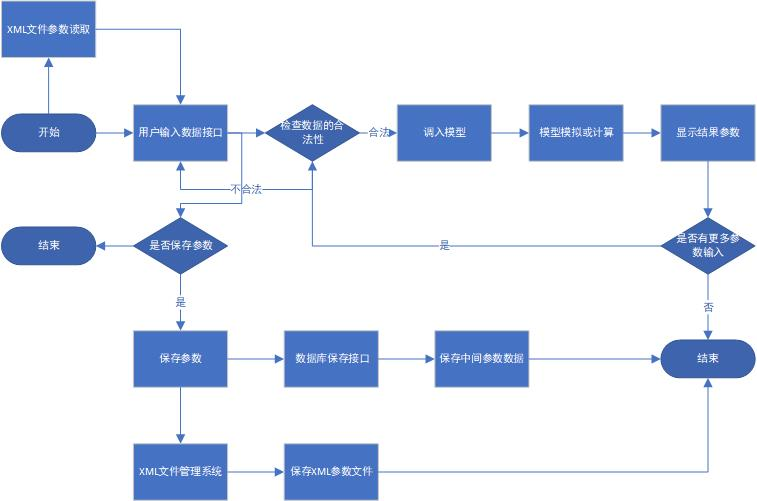 XML文件参数读取
开始
用户输入数据接口
检查数据的合
法性
合法
调入模型
模型模拟或计算
显示结果参数
不合法
结束
是否保存参数
是
是否有更多参
数输入
是
否
保存参数
数据库保存接口
保存中间参数数据
结束
XML文件管理系统
保存XML参数文件